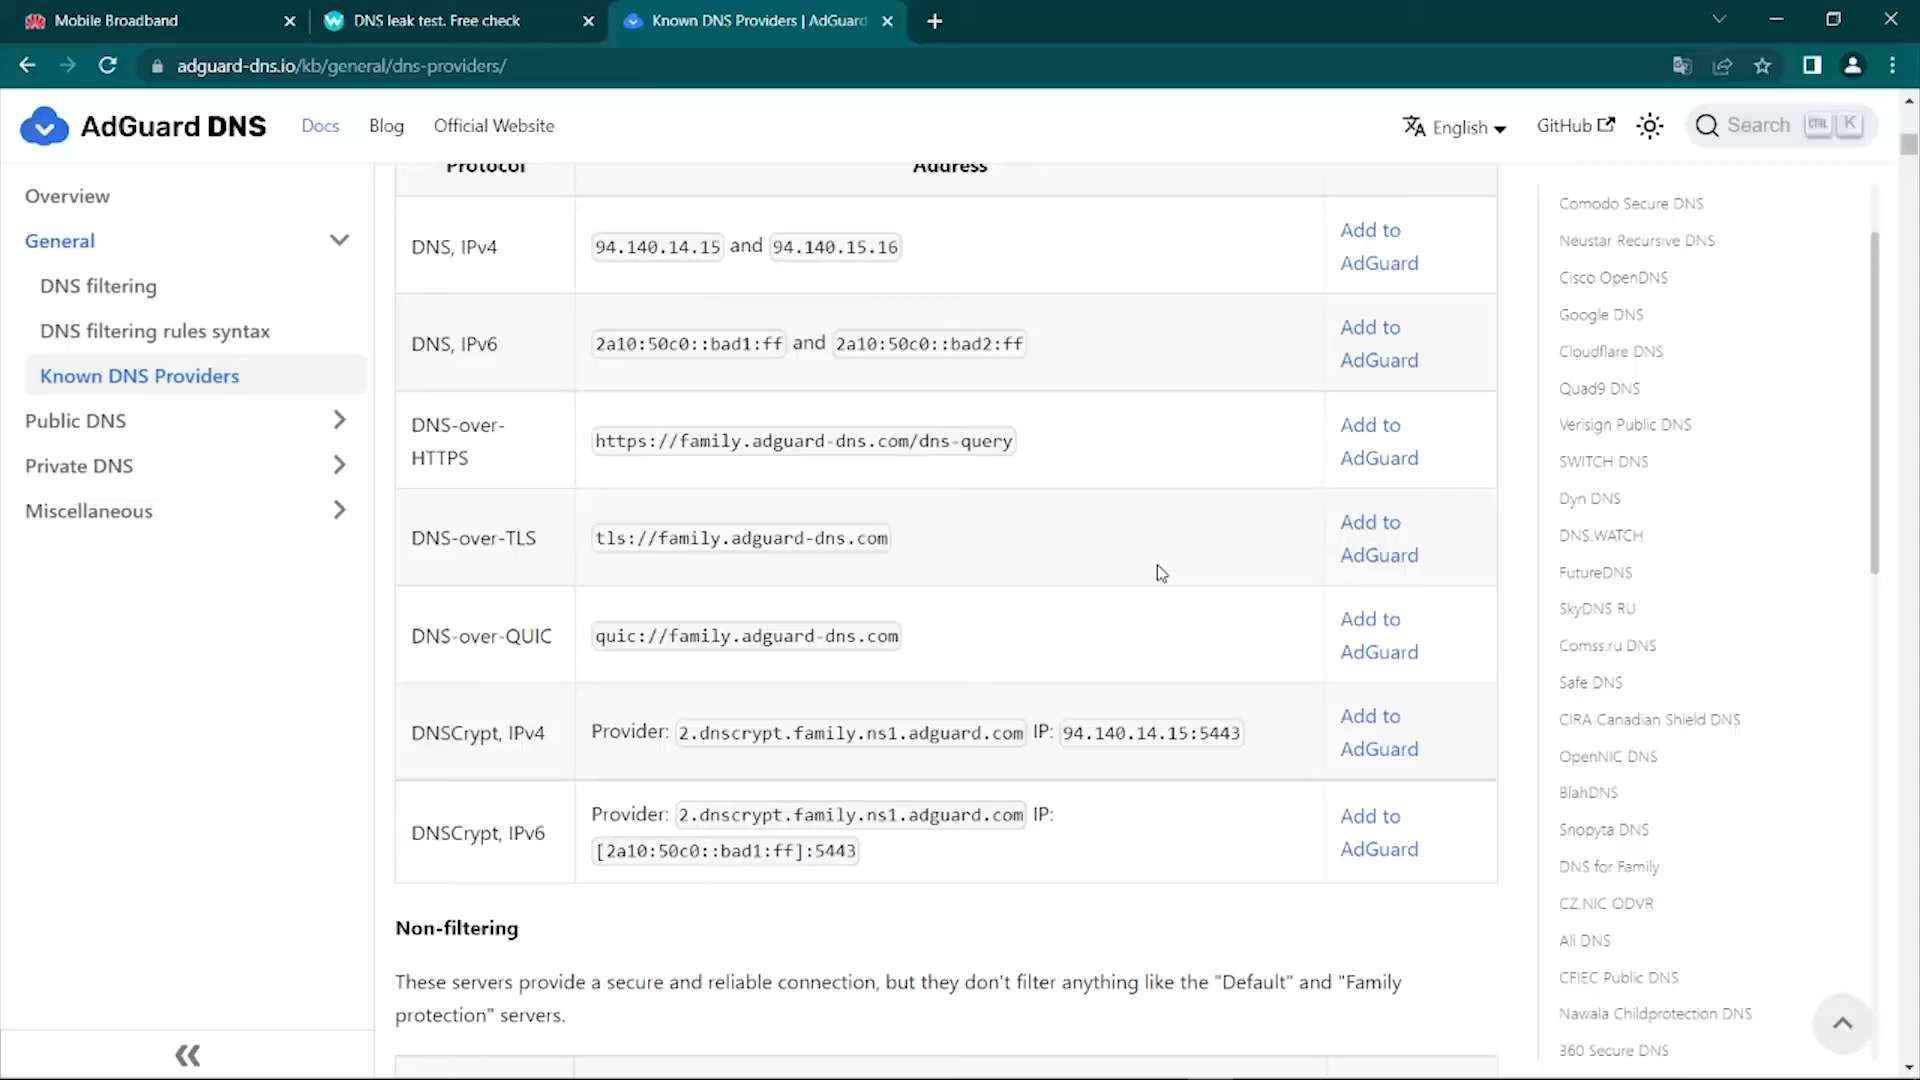 Mobile Broadband
DNS leak test. Free check
Known DNS Providers | AdGuard
adguard-dns.io/kb/general/dns-providers/
AdGuard DNS
Docs
Blog
Official Website
English
GitHub
Search
CTRL K
Overview
General
DNS filtering
DNS filtering rules syntax
Known DNS Providers
Public DNS
Private DNS
Miscellaneous
Protocol Address
DNS, IPv4 94.140.14.15 and 94.140.15.16 Add to
AdGuard
DNS, IPv6 2a10:50c0::bad1:ff and 2a10:50c0::bad2:ff Add to
AdGuard
DNS-over-
HTTPS https://family.adguard-dns.com/dns-query Add to
AdGuard
DNS-over-TLS tls://family.adguard-dns.com Add to
AdGuard
DNS-over-QUIC quic://family.adguard-dns.com Add to
AdGuard
DNSCrypt, IPv4 Provider: 2.dnscrypt.family.ns1.adguard.com IP: 94.140.14.15:5443 Add to
AdGuard
DNSCrypt, IPv6 Provider: 2.dnscrypt.family.ns1.adguard.com IP:
[2a10:50c0::bad1:ff]:5443 Add to
AdGuard
Non-filtering
These servers provide a secure and reliable connection, but they don't filter anything like the "Default" and "Family
protection" servers.
Comodo Secure DNS
Neustar Recursive DNS
Cisco OpenDNS
Google DNS
Cloudflare DNS
Quad9 DNS
Verisign Public DNS
SWITCH DNS
Dyn DNS
DNS.WATCH
FutureDNS
SkyDNS RU
Comss.ru DNS
Safe DNS
CIRA Canadian Shield DNS
OpenNIC DNS
BlahDNS
Snopyta DNS
DNS for Family
CZ.NIC ODVR
Ali DNS
CFIEC Public DNS
Nawala Childprotection DNS
360 Secure DNS